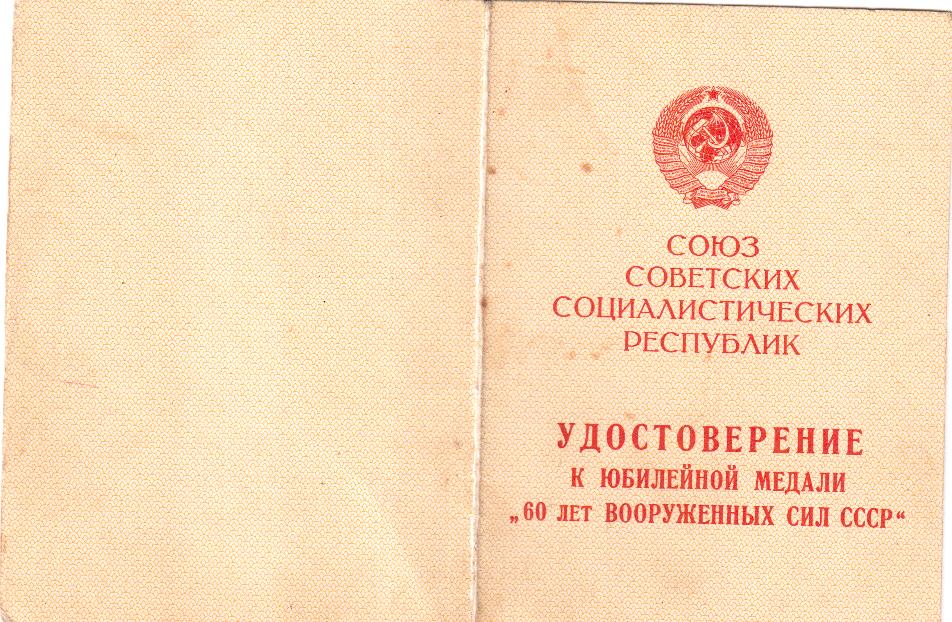 СОЮЗ
СОВЕТСКИХ
СОЦИАЛИСТИЧЕСКИХ
РЕСПУБЛИК
УДОСТОВЕРЕНИЕ
К ЮБИЛЕЙНОЙ МЕДАЛИ
„60 лет ВООРУЖЕННЫХ СИЛ СССР“